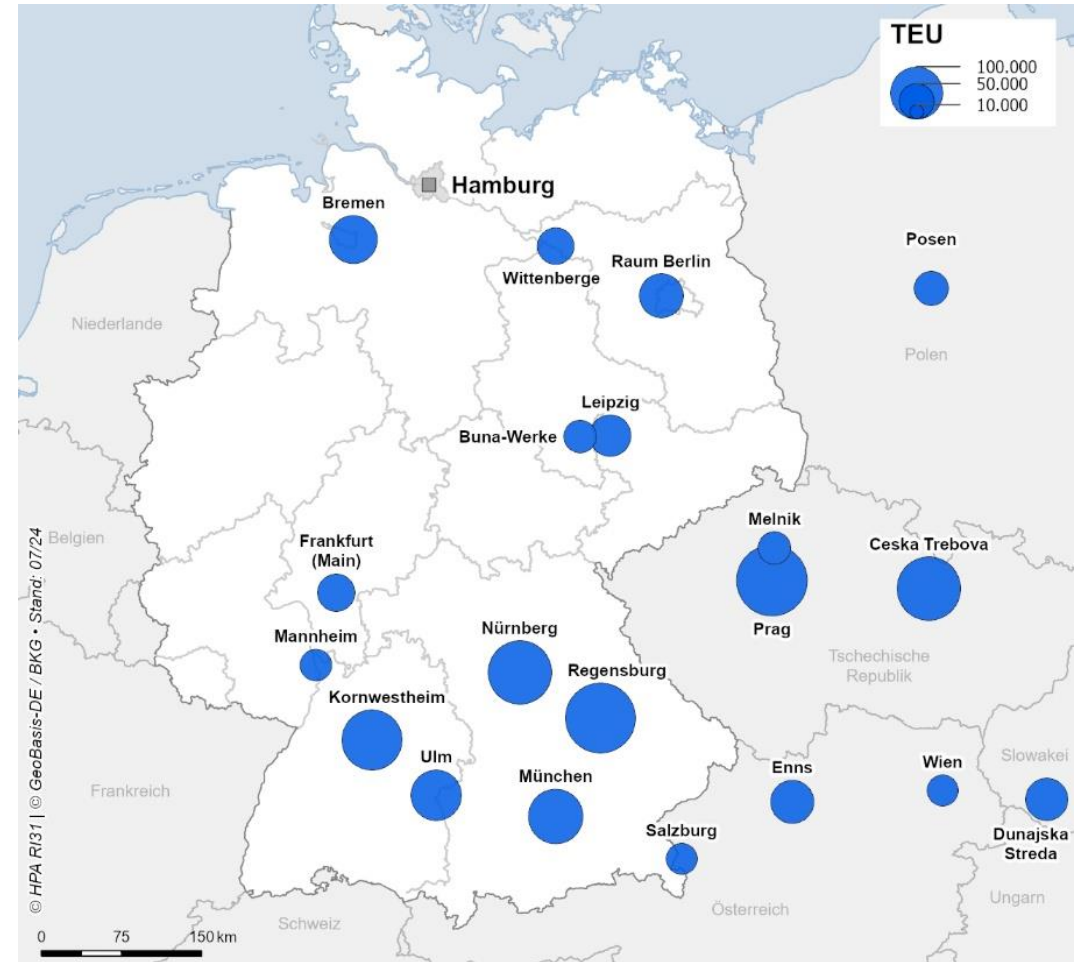 TEU
100.000
50.000
10.000
Hamburg
Bremen
Wittenberge
Raum Berlin
Posen
Niederlande
Polen
Leipzig
Buna-Werke
Belgien
Melnik
Ceska Trebova
Frankfurt
(Main)
Prag
Mannheim
Nürnberg
Tschechische
Republik
Regensburg
Kornwestheim
Ulm
München
Enns
Wien
Slowakei
Frankreich
Salzburg
Dunajska
Streda
Ungarn
Österreich
Schweiz
0 75 150 km
© HPA RI31 | © GeoBasis-DE / BKG • Stand: 07/24